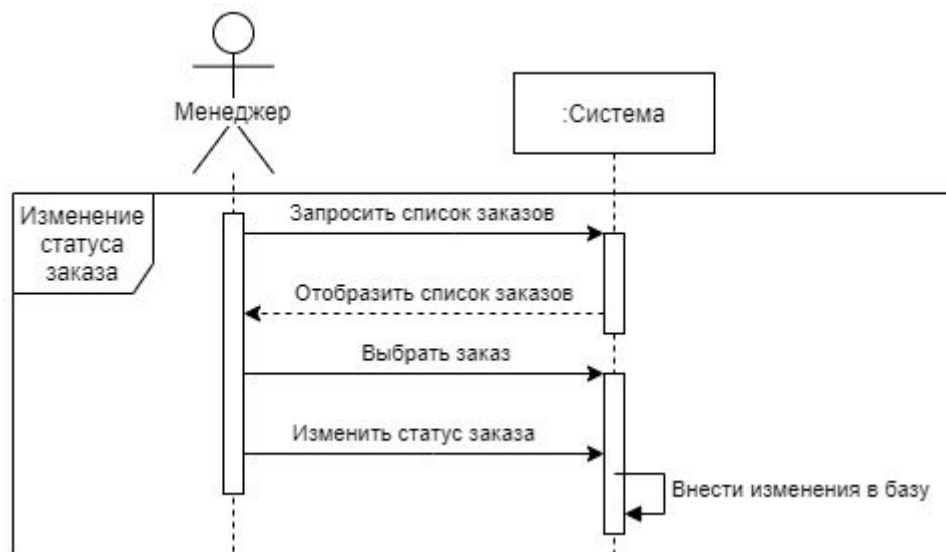 Менеджер
:Система
Изменение
статуса
заказа
Запросить список заказов
Отобразить список заказов
Выбрать заказ
Изменить статус заказа
Внести изменения в базу